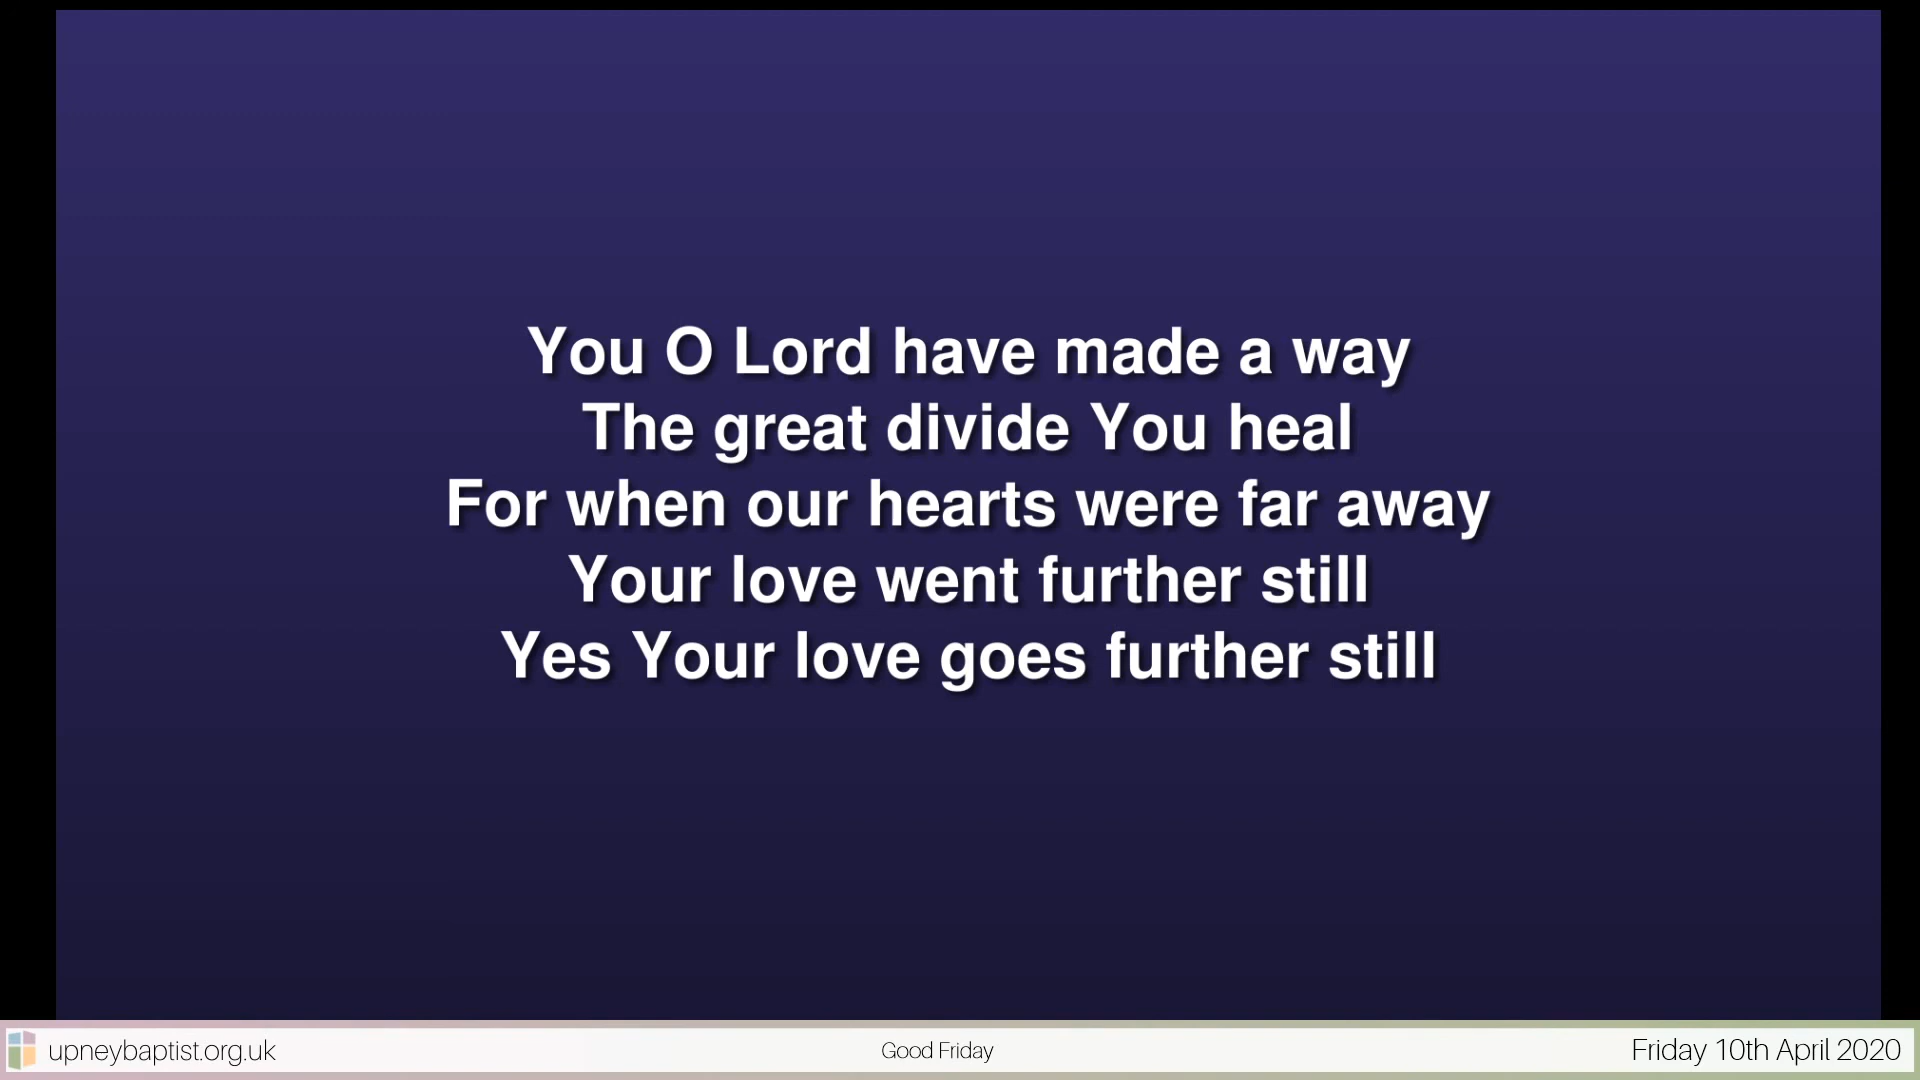 You O Lord have made a way
The great divide You heal
For when our hearts were far away
Your love went further still
Yes Your love goes further still
upneybaptist.org.uk
Good Friday
Friday 10th April 2020